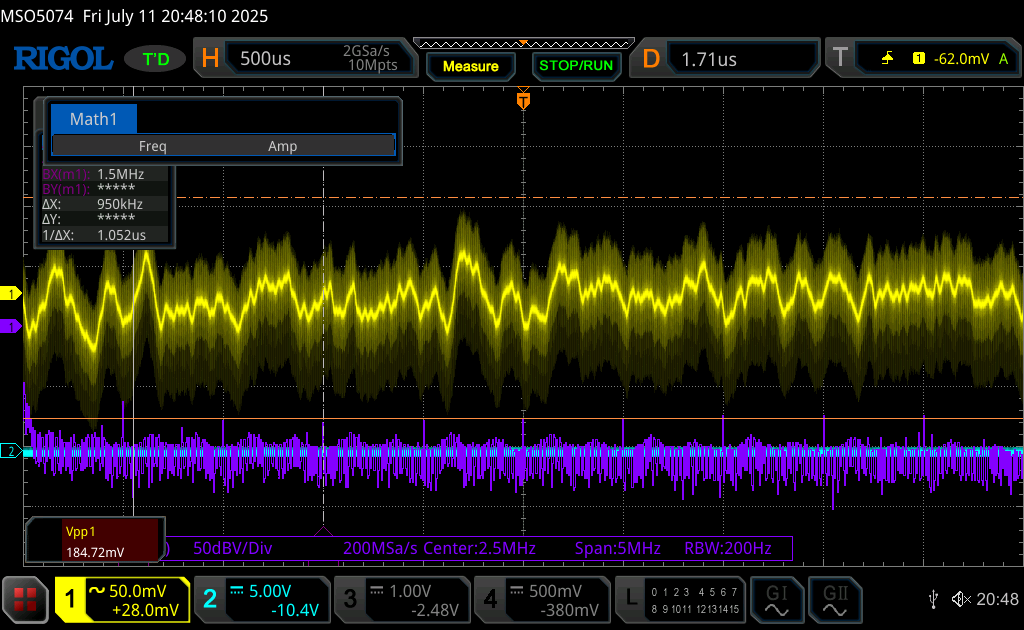 MSO5074 Fri July 11 20:48:10 2025
RIGOL T'D H 500us 2GSa/s 10Mpts Measure STOP/RUN D 1.71us T 1 -62.0mV A
T
Math1
Freq Amp
BX(m1): 1.5MHz
BY(m1): *****
ΔX: 950kHz
ΔY: *****
1/ΔX: 1.052us
1
1
2
Vpp1
184.72mV
50dBV/Div 200MSa/s Center:2.5MHz Span:5MHz RBW:200Hz
1 50.0mV +28.0mV
2 5.00V -10.4V
3 1.00V -2.48V
4 500mV -380mV
L 0 1 2 3 4 5 6 7
8 9 10 11 12 13 14 15
GI GII 20:48